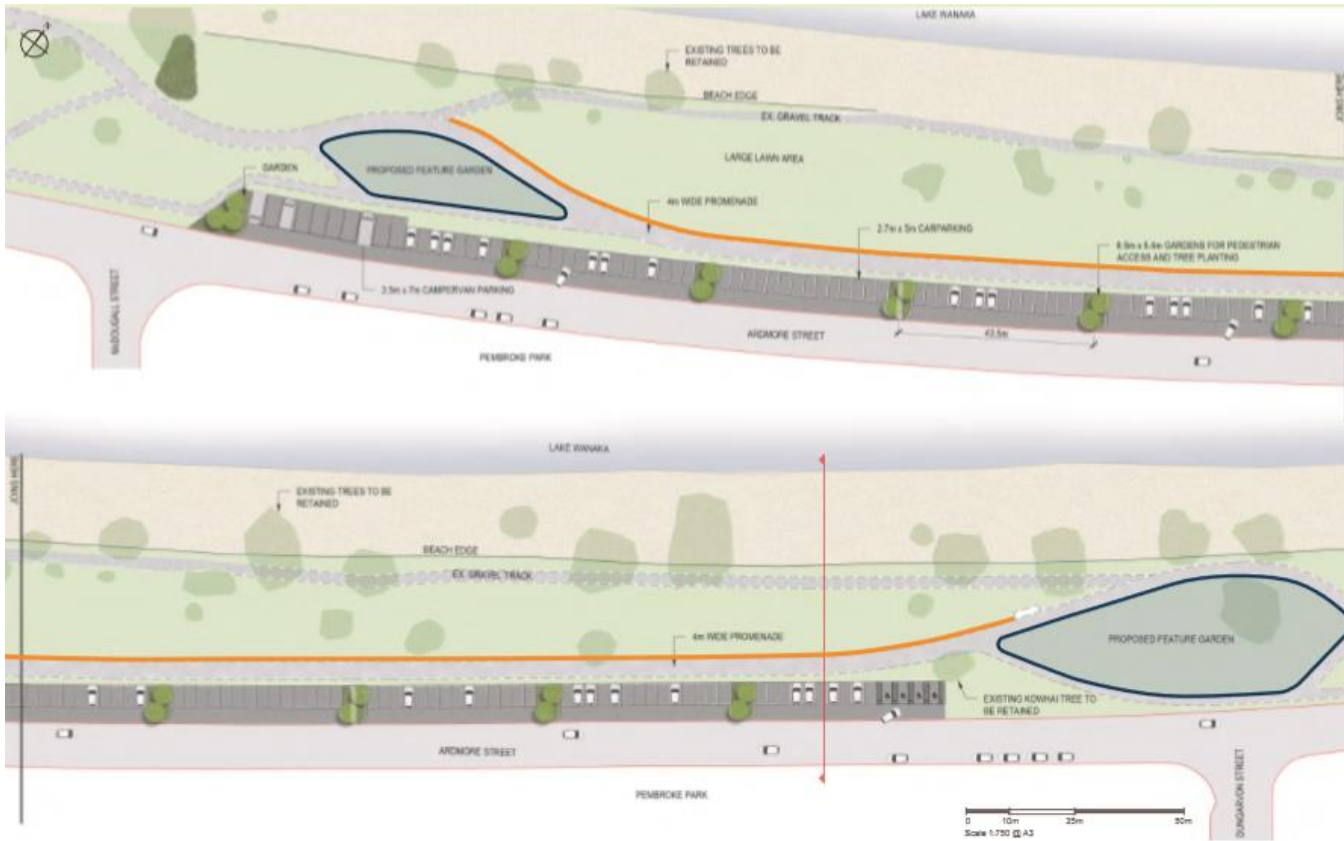 LAKE WANAKA
EXISTING TREES TO BE
RETAINED
JOINS HERE
BEACH EDGE
EX. GRAVEL TRACK
LARGE LAWN AREA
PROPOSED FEATURE GARDEN
GARDEN
4m WIDE PROMENADE
2.7m x 5m CARPARKING
GARDENS FOR PEDESTRIAN
ACCESS AND TREE PLANTING
3.5m x 7m CAMPERVAN PARKING
MCDOUGALL STREET
ARDMORE STREET
43.5m
PEMBROKE PARK
LAKE WANAKA
JOINS HERE
EXISTING TREES TO BE
RETAINED
BEACH EDGE
EX. GRAVEL TRACK
4m WIDE PROMENADE
PROPOSED FEATURE GARDEN
EXISTING KOWHAI TREE TO
BE RETAINED
ARDMORE STREET
PEMBROKE PARK
DUNGARVON STREET
0 10m 25m 50m
Scale 1:750 @ A3